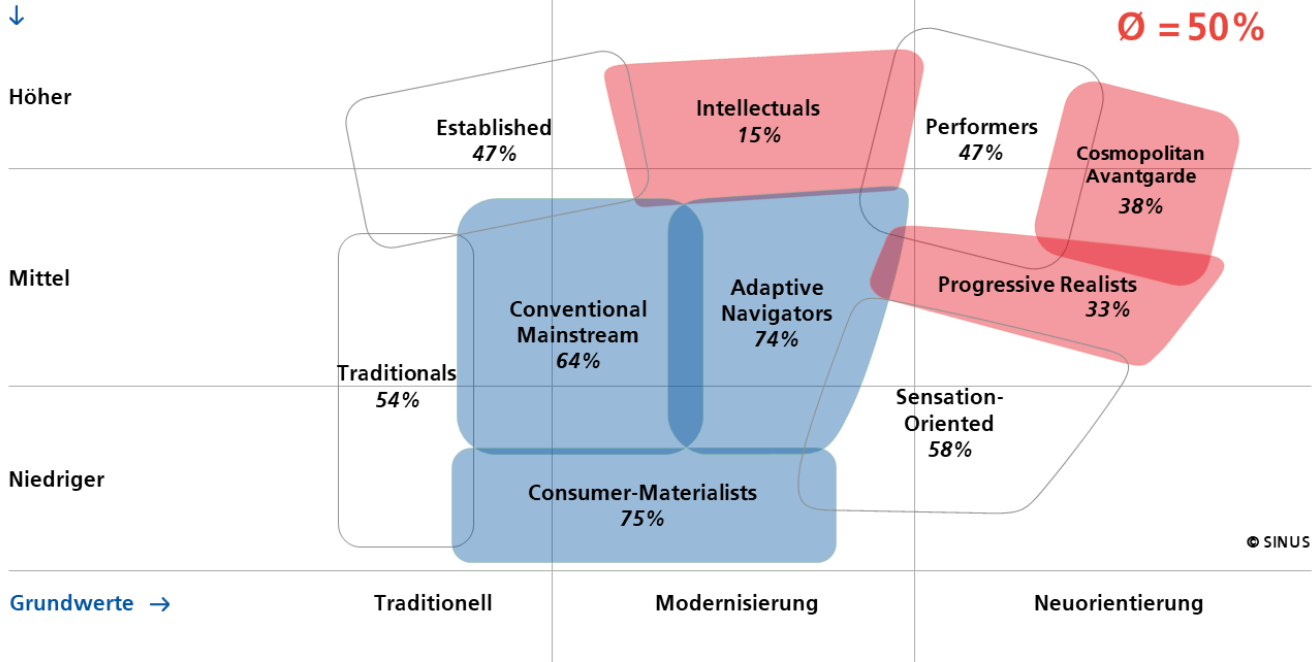 ↓
Ø = 50%
Höher
Established
47%
Intellectuals
15%
Performers
47%
Cosmopolitan
Avantgarde
38%
Mittel
Traditionals
54%
Conventional
Mainstream
64%
Adaptive
Navigators
74%
Progressive Realists
33%
Sensation-
Oriented
58%
Niedriger
Consumer-Materialists
75%
© SINUS
Grundwerte →
Traditionell
Modernisierung
Neuorientierung